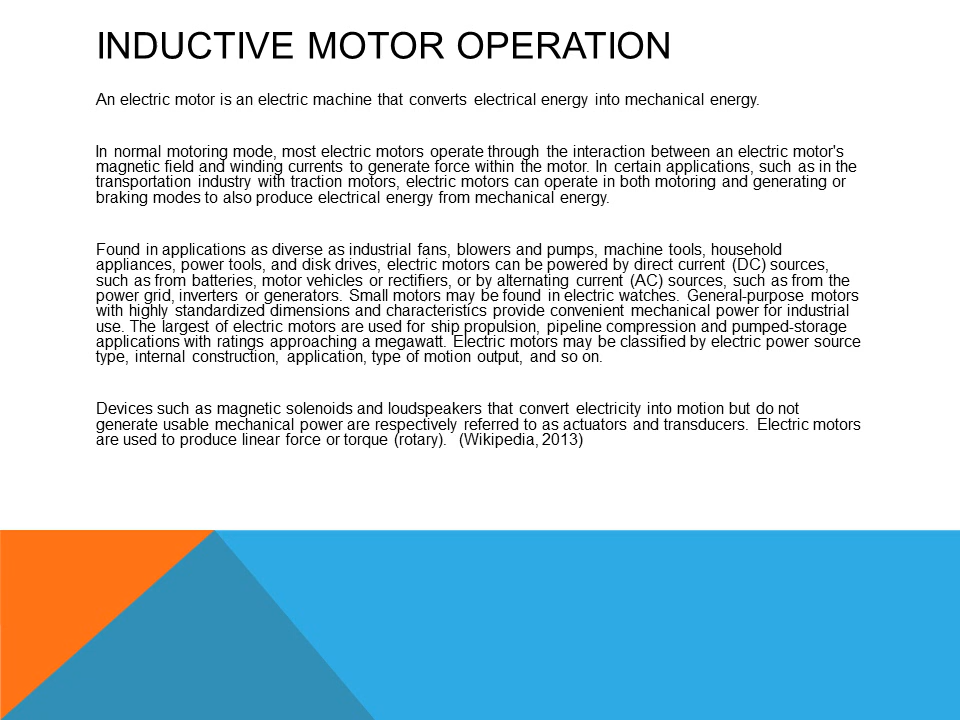 INDUCTIVE MOTOR OPERATION
An electric motor is an electric machine that converts electrical energy into mechanical energy.
In normal motoring mode, most electric motors operate through the interaction between an electric motor's
magnetic field and winding currents to generate force within the motor. In certain applications, such as in the
transportation industry with traction motors, electric motors can operate in both motoring and generating or
braking modes to also produce electrical energy from mechanical energy.
Found in applications as diverse as industrial fans, blowers and pumps, machine tools, household
appliances, power tools, and disk drives, electric motors can be powered by direct current (DC) sources,
such as from batteries, motor vehicles or rectifiers, or by alternating current (AC) sources, such as from the
power grid, inverters or generators. Small motors may be found in electric watches. General-purpose motors
with highly standardized dimensions and characteristics provide convenient mechanical power for industrial
use. The largest of electric motors are used for ship propulsion, pipeline compression and pumped-storage
applications with ratings approaching a megawatt. Electric motors may be classified by electric power source
type, internal construction, application, type of motion output, and so on.
Devices such as magnetic solenoids and loudspeakers that convert electricity into motion but do not
generate usable mechanical power are respectively referred to as actuators and transducers. Electric motors
are used to produce linear force or torque (rotary). (Wikipedia, 2013)